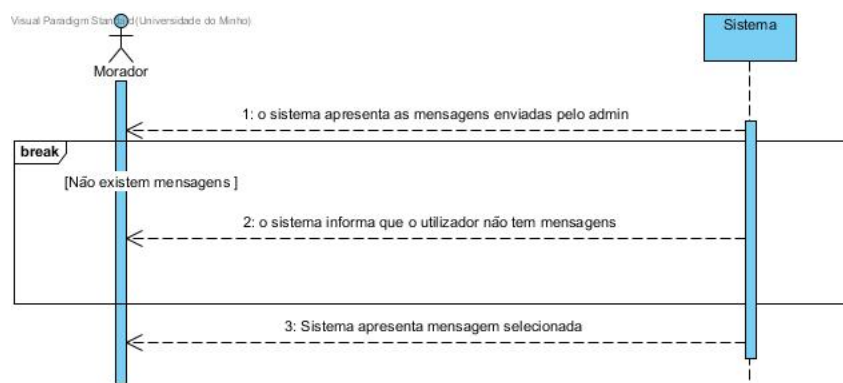 Visual Paradigm Standard(Universidade do Minho)
Sistema
Morador
1: o sistema apresenta as mensagens enviadas pelo admin
break
[Não existem mensagens ]
2: o sistema informa que o utilizador não tem mensagens
3: Sistema apresenta mensagem selecionada